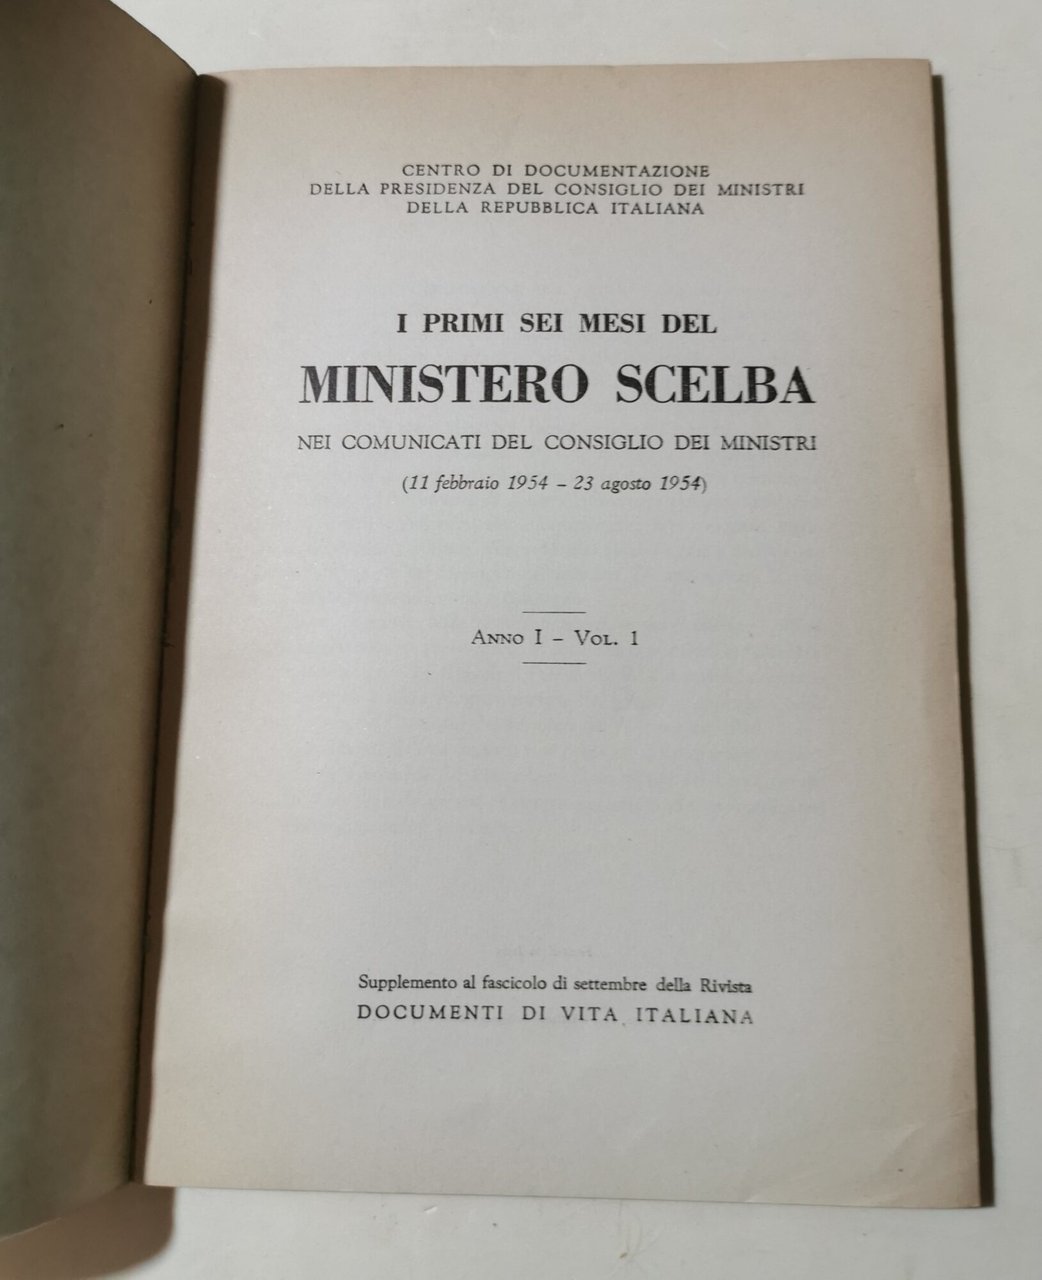 CENTRO DI DOCUMENTAZIONE
DELLA PRESIDENZA DEL CONSIGLIO DEI MINISTRI
DELLA REPUBBLICA ITALIANA
I PRIMI SEI MESI DEL
MINISTERO SCELBA
NEI COMUNICATI DEL CONSIGLIO DEI MINISTRI
(11 febbraio 1954 – 23 agosto 1954)
ANNO I – VOL. 1
Supplemento al fascicolo di settembre della Rivista
DOCUMENTI DI VITA ITALIANA